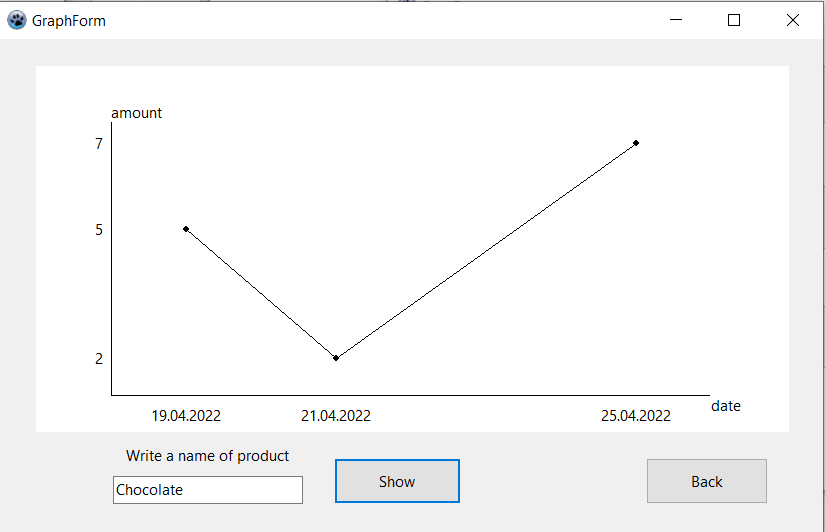 GraphForm
amount
7
5
2
19.04.2022 21.04.2022 25.04.2022
date
Write a name of product
Chocolate
Show
Back